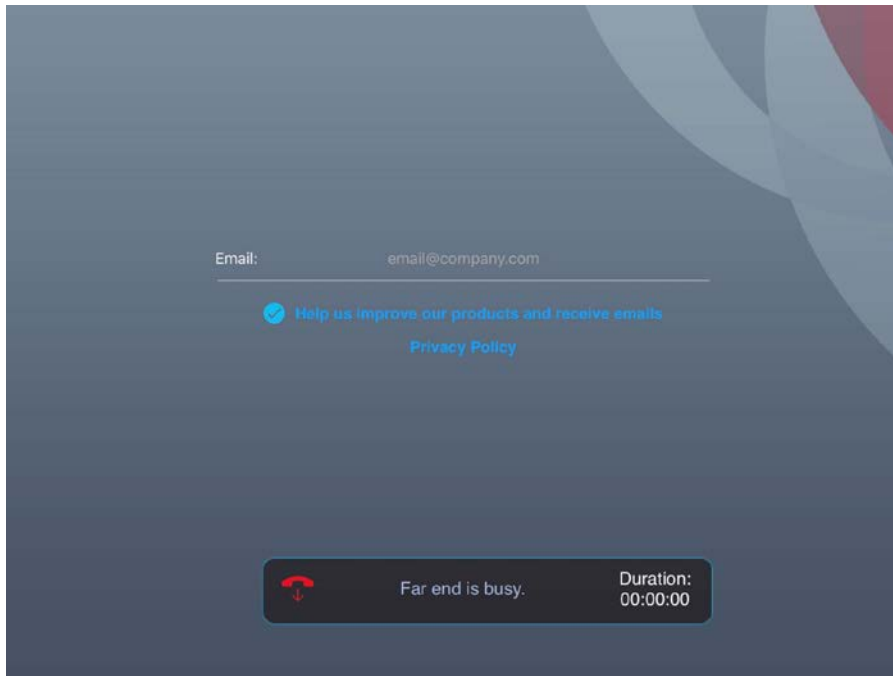 Email: email@company.com
Help us improve our products and receive emails
Privacy Policy
Far end is busy.
Duration:
00:00:00